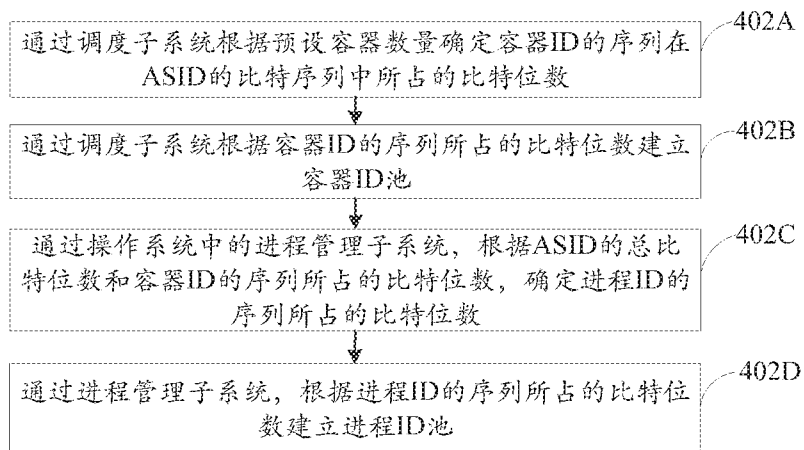 通过调度子系统根据预设容器数量确定容器ID的序列在
ASID的比特序列中所占的比特位数
402A
通过调度子系统根据容器ID的序列所占的比特位数建立
容器ID池
402B
通过操作系统中的进程管理子系统，根据ASID的总比
特位数和容器ID的序列所占的比特位数，确定进程ID的
序列所占的比特位数
402C
通过进程管理子系统，根据进程ID的序列所占的比特位
数建立进程ID池
402D